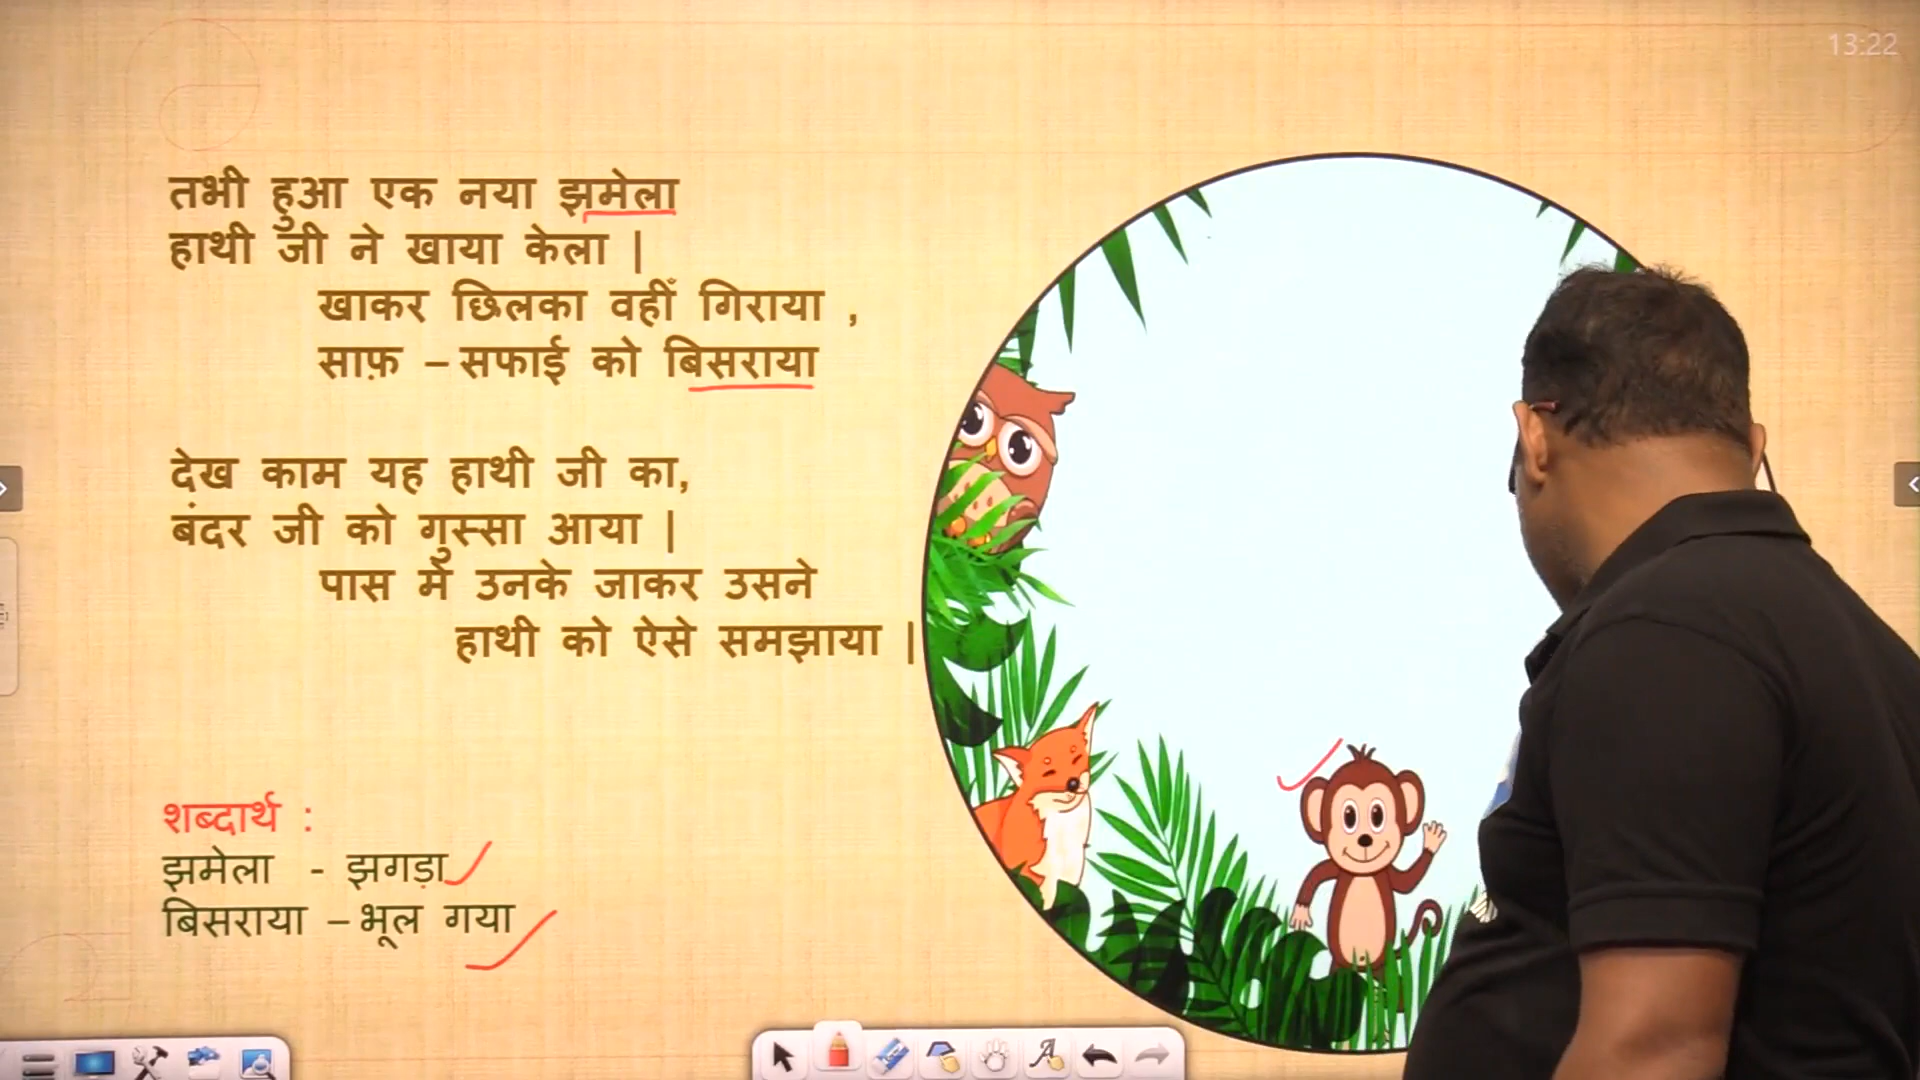 13:22
तभी हुआ एक नया झमेला
हाथी जी ने खाया केला |
खाकर छिलका वहीँ गिराया ,
साफ़ – सफाई को बिसराया
देख काम यह हाथी जी का,
बंदर जी को गुस्सा आया |
पास में उनके जाकर उसने
हाथी को ऐसे समझाया |
शब्दार्थ :
झमेला - झगड़ा
बिसराया – भूल गया